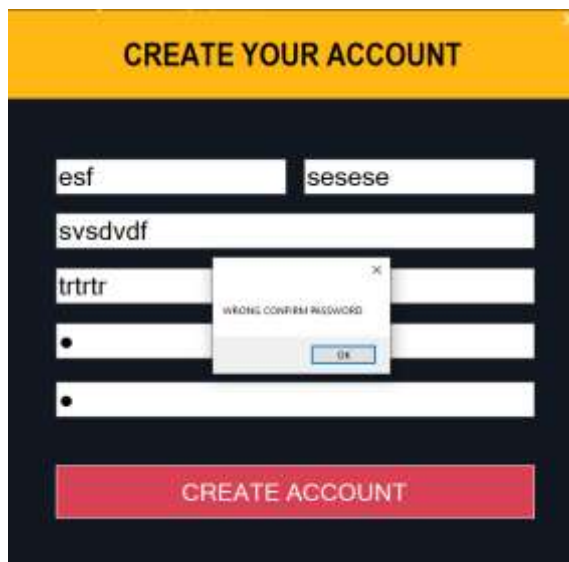 CREATE YOUR ACCOUNT
esf sesese
svsdvdf
trtrtr
WRONG CONFIRM PASSWORD
OK
CREATE ACCOUNT